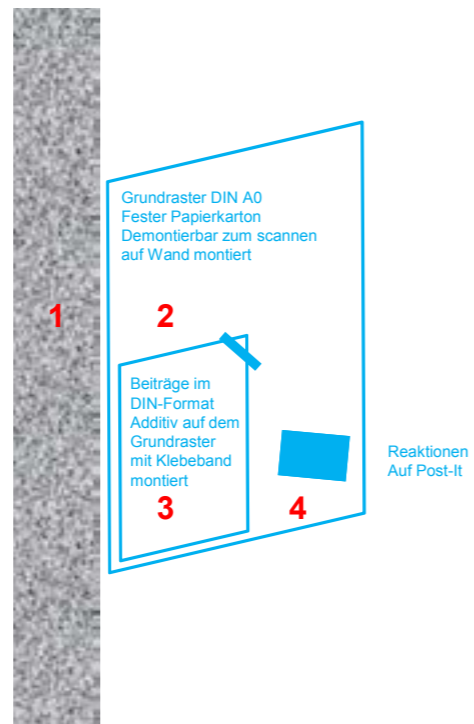 Grundraster DIN A0
Fester Papierkarton
Demontierbar zum scannen
auf Wand montiert
1
2
Beiträge im
DIN-Format
Additiv auf dem
Grundraster
mit Klebeband
montiert
3
4
Reaktionen
Auf Post-It